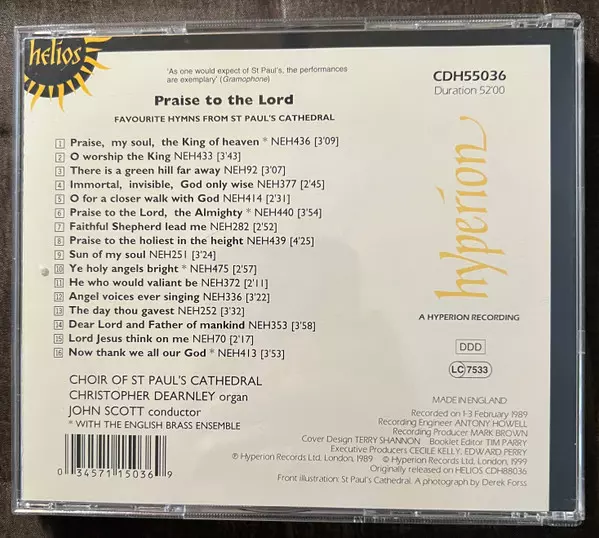 helios
'As one would expect of St Paul's, the performances
are exemplary' (Gramophone)
CDH55036
Duration 52'00
Praise to the Lord
FAVOURITE HYMNS FROM ST PAUL'S CATHEDRAL
1 Praise, my soul, the King of heaven * NEH436 [3'09]
2 O worship the King NEH433 [3'43]
3 There is a green hill far away NEH92 [3'07]
4 Immortal, invisible, God only wise NEH377 [2'45]
5 O for a closer walk with God NEH414 [2'31]
6 Praise to the Lord, the Almighty * NEH440 [3'54]
7 Faithful Shepherd lead me NEH282 [2'52]
8 Praise to the holiest in the height NEH439 [4'25]
9 Sun of my soul NEH251 [3'24]
10 Ye holy angels bright * NEH475 [2'57]
11 He who would valiant be NEH372 [2'11]
12 Angel voices ever singing NEH336 [3'22]
13 The day thou gavest NEH252 [3'32]
14 Dear Lord and Father of mankind NEH353 [3'58]
15 Lord Jesus think on me NEH70 [2'17]
16 Now thank we all our God * NEH413 [3'53]
hyperion
A HYPERION RECORDING
DDD
LC 7533
CHOIR OF ST PAUL'S CATHEDRAL
CHRISTOPHER DEARNLEY organ
JOHN SCOTT conductor
* WITH THE ENGLISH BRASS ENSEMBLE
MADE IN ENGLAND
Recorded on 1-3 February 1989
Recording Engineer ANTONY HOWELL
Recording Producer MARK BROWN
Cover Design TERRY SHANNON Booklet Editor TIM PARRY
Executive Producers CECILE KELLY, EDWARD PERRY
℗ Hyperion Records Ltd, London, 1989 © Hyperion Records Ltd, London, 1999
Originally released on HELIOS CDH88036
Front illustration: St Paul's Cathedral. A photograph by Derek Forss
0 34571 15036 9